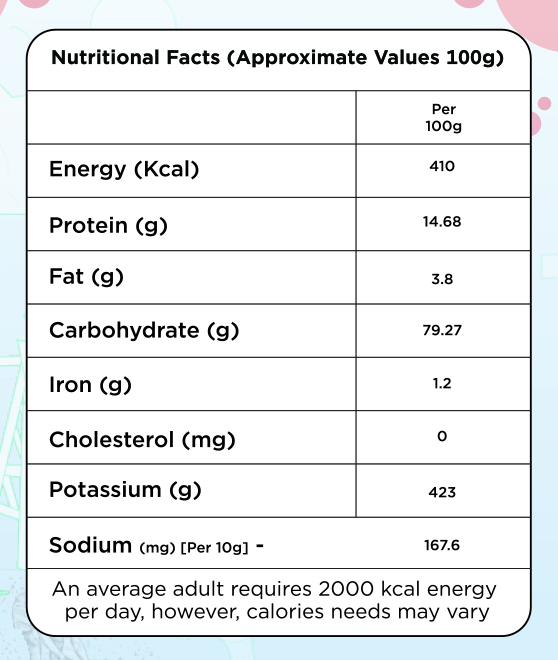 Nutritional Facts (Approximate Values 100g)
Per
100g
Energy (Kcal) 410
Protein (g) 14.68
Fat (g) 3.8
Carbohydrate (g) 79.27
Iron (g) 1.2
Cholesterol (mg) 0
Potassium (g) 423
Sodium (mg) [Per 10g] - 167.6
An average adult requires 2000 kcal energy
per day, however, calories needs may vary